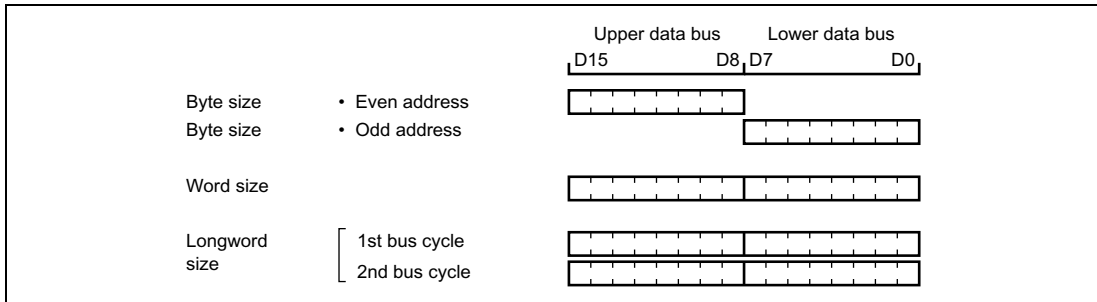 Upper data bus Lower data bus
D15 D8 D7 D0
Byte size • Even address
Byte size • Odd address
Word size
Longword size 1st bus cycle
2nd bus cycle